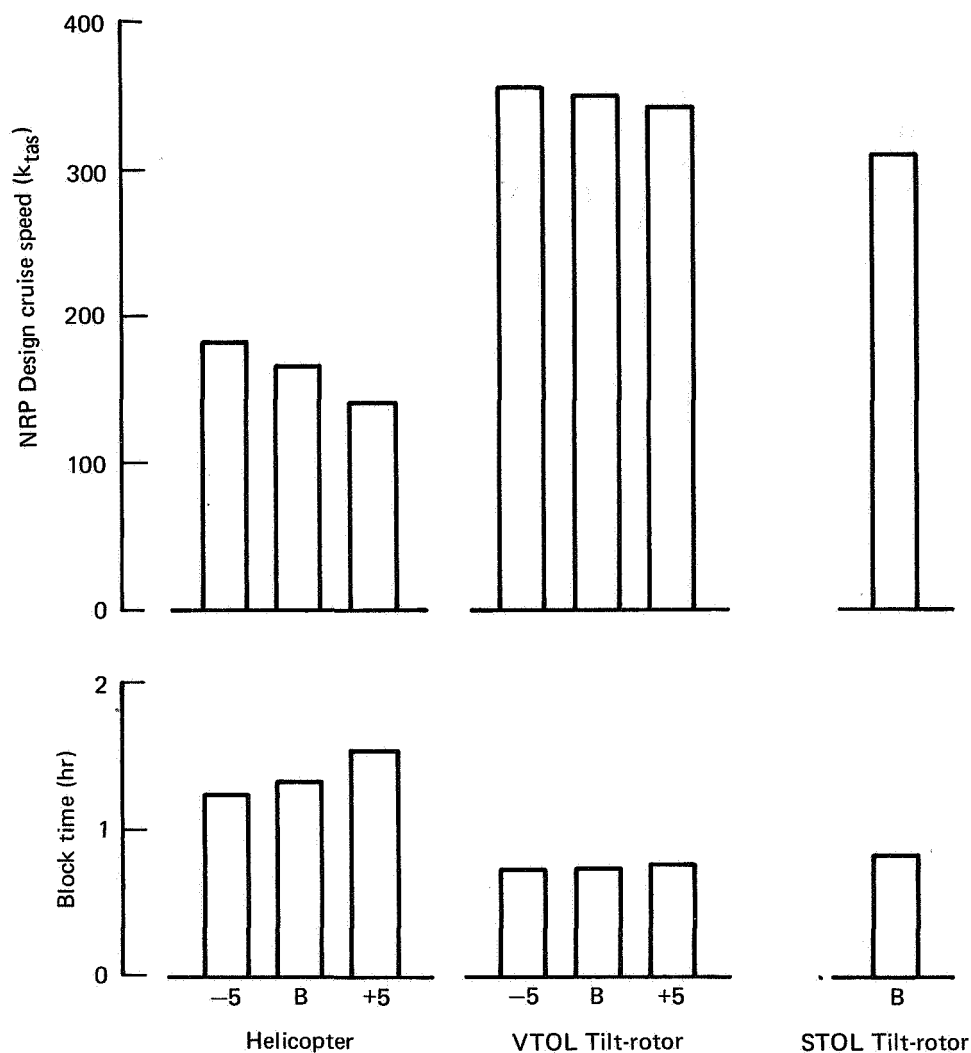 400
300
200
100
0
NRP Design cruise speed (ktas)
2
1
0
Block time (hr)
−5 B +5
−5 B +5
B
Helicopter
VTOL Tilt-rotor
STOL Tilt-rotor